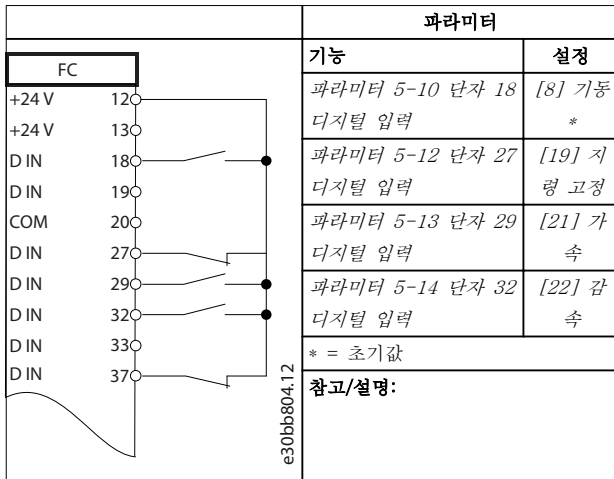 FC
+24 V 12
+24 V 13
D IN 18
D IN 19
COM 20
D IN 27
D IN 29
D IN 32
D IN 33
D IN 37
e30bb804.12
파라미터
기능 설정
파라미터 5-10 단자 18 [8] 기동
디지털 입력 *
파라미터 5-12 단자 27 [19] 지
디지털 입력 령 고정
파라미터 5-13 단자 29 [21] 가
디지털 입력 속
파라미터 5-14 단자 32 [22] 감
디지털 입력 속
* = 초기값
참고/설명: